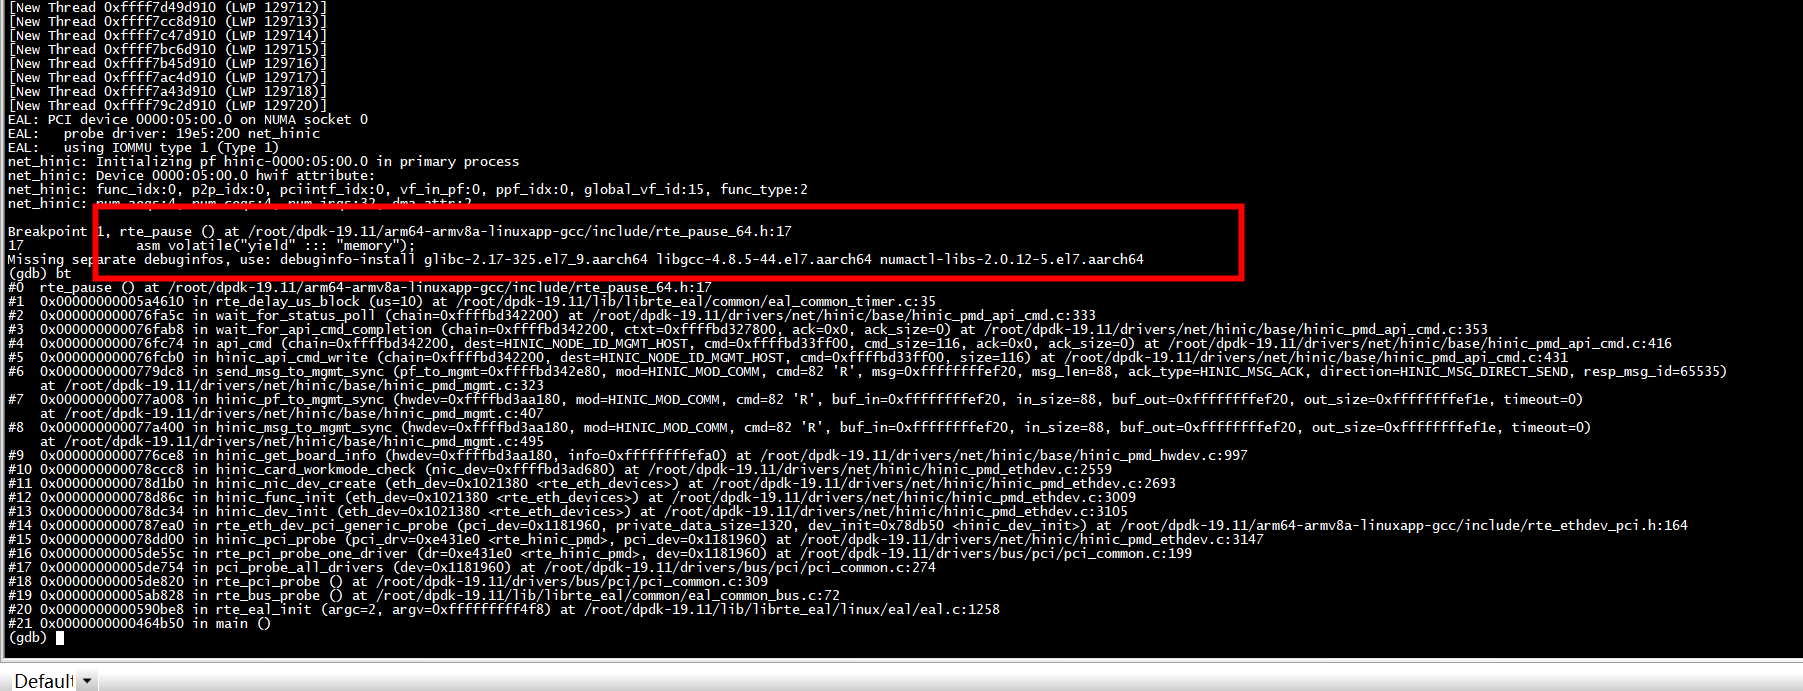 [New Thread 0xffff7d49d910 (LWP 129712)]
[New Thread 0xffff7cc8d910 (LWP 129713)]
[New Thread 0xffff7c47d910 (LWP 129714)]
[New Thread 0xffff7bc6d910 (LWP 129715)]
[New Thread 0xffff7b45d910 (LWP 129716)]
[New Thread 0xffff7ac4d910 (LWP 129717)]
[New Thread 0xffff7a43d910 (LWP 129718)]
[New Thread 0xffff79c2d910 (LWP 129720)]
EAL: PCI device 0000:05:00.0 on NUMA socket 0
EAL:   probe driver: 19e5:200 net_hinic
EAL:   using IOMMU type 1 (Type 1)
net_hinic: Initializing pf hinic-0000:05:00.0 in primary process
net_hinic: Device 0000:05:00.0 hwif attribute:
net_hinic: func_idx:0, p2p_idx:0, pciintf_idx:0, vf_in_pf:0, ppf_idx:0, global_vf_id:15, func_type:2
net_hinic: num_aeqs:4, num_ceqs:4, num_irqs:32, dma_attr:2
Breakpoint 1, rte_pause () at /root/dpdk-19.11/arm64-armv8a-linuxapp-gcc/include/rte_pause_64.h:17
17              asm volatile("yield" ::: "memory");
Missing separate debuginfos, use: debuginfo-install glibc-2.17-325.el7_9.aarch64 libgcc-4.8.5-44.el7.aarch64 numactl-libs-2.0.12-5.el7.aarch64
(gdb) bt
#0  rte_pause () at /root/dpdk-19.11/arm64-armv8a-linuxapp-gcc/include/rte_pause_64.h:17
#1  0x00000000005a4610 in rte_delay_us_block (us=10) at /root/dpdk-19.11/lib/librte_eal/common/eal_common_timer.c:35
#2  0x000000000076fa5c in wait_for_status_poll (chain=0xffffbd342200) at /root/dpdk-19.11/drivers/net/hinic/base/hinic_pmd_api_cmd.c:333
#3  0x000000000076fab8 in wait_for_api_cmd_completion (chain=0xffffbd342200, ctxt=0xffffbd327800, ack=0x0, ack_size=0) at /root/dpdk-19.11/drivers/net/hinic/base/hinic_pmd_api_cmd.c:353
#4  0x000000000076fc74 in api_cmd (chain=0xffffbd342200, dest=HINIC_NODE_ID_MGMT_HOST, cmd=0xffffbd33ff00, cmd_size=116, ack=0x0, ack_size=0) at /root/dpdk-19.11/drivers/net/hinic/base/hinic_pmd_api_cmd.c:416
#5  0x000000000076fcb0 in hinic_api_cmd_write (chain=0xffffbd342200, dest=HINIC_NODE_ID_MGMT_HOST, cmd=0xffffbd33ff00, size=116) at /root/dpdk-19.11/drivers/net/hinic/base/hinic_pmd_api_cmd.c:431
#6  0x0000000000779dc8 in send_msg_to_mgmt_sync (pf_to_mgmt=0xffffbd342e80, mod=HINIC_MOD_COMM, cmd=82 'R', msg=0xffffffffef20, msg_len=88, ack_type=HINIC_MSG_ACK, direction=HINIC_MSG_DIRECT_SEND, resp_msg_id=65535)
    at /root/dpdk-19.11/drivers/net/hinic/base/hinic_pmd_mgmt.c:323
#7  0x000000000077a008 in hinic_pf_to_mgmt_sync (hwdev=0xffffbd3aa180, mod=HINIC_MOD_COMM, cmd=82 'R', buf_in=0xffffffffef20, in_size=88, buf_out=0xffffffffef20, out_size=0xffffffffef1e, timeout=0)
    at /root/dpdk-19.11/drivers/net/hinic/base/hinic_pmd_mgmt.c:407
#8  0x000000000077a400 in hinic_msg_to_mgmt_sync (hwdev=0xffffbd3aa180, mod=HINIC_MOD_COMM, cmd=82 'R', buf_in=0xffffffffef20, in_size=88, buf_out=0xffffffffef20, out_size=0xffffffffef1e, timeout=0)
    at /root/dpdk-19.11/drivers/net/hinic/base/hinic_pmd_mgmt.c:495
#9  0x0000000000776ce8 in hinic_get_board_info (hwdev=0xffffbd3aa180, info=0xffffffffefa0) at /root/dpdk-19.11/drivers/net/hinic/base/hinic_pmd_hwdev.c:997
#10 0x000000000078ccc8 in hinic_card_workmode_check (nic_dev=0xffffbd3ad680) at /root/dpdk-19.11/drivers/net/hinic/hinic_pmd_ethdev.c:2559
#11 0x000000000078d1b0 in hinic_nic_dev_create (eth_dev=0x1021380 <rte_eth_devices>) at /root/dpdk-19.11/drivers/net/hinic/hinic_pmd_ethdev.c:2693
#12 0x000000000078d86c in hinic_func_init (eth_dev=0x1021380 <rte_eth_devices>) at /root/dpdk-19.11/drivers/net/hinic/hinic_pmd_ethdev.c:3009
#13 0x000000000078dc34 in hinic_dev_init (eth_dev=0x1021380 <rte_eth_devices>) at /root/dpdk-19.11/drivers/net/hinic/hinic_pmd_ethdev.c:3105
#14 0x0000000000787ea0 in rte_eth_dev_pci_generic_probe (pci_dev=0x1181960, private_data_size=1320, dev_init=0x78db50 <hinic_dev_init>) at /root/dpdk-19.11/arm64-armv8a-linuxapp-gcc/include/rte_ethdev_pci.h:164
#15 0x000000000078dd00 in hinic_pci_probe (pci_drv=0xe431e0 <rte_hinic_pmd>, pci_dev=0x1181960) at /root/dpdk-19.11/drivers/net/hinic/hinic_pmd_ethdev.c:3147
#16 0x00000000005de55c in rte_pci_probe_one_driver (dr=0xe431e0 <rte_hinic_pmd>, dev=0x1181960) at /root/dpdk-19.11/drivers/bus/pci/pci_common.c:199
#17 0x00000000005de754 in pci_probe_all_drivers (dev=0x1181960) at /root/dpdk-19.11/drivers/bus/pci/pci_common.c:274
#18 0x00000000005de820 in rte_pci_probe () at /root/dpdk-19.11/drivers/bus/pci/pci_common.c:309
#19 0x00000000005ab828 in rte_bus_probe () at /root/dpdk-19.11/lib/librte_eal/common/eal_common_bus.c:72
#20 0x0000000000590be8 in rte_eal_init (argc=2, argv=0xfffffffff4f8) at /root/dpdk-19.11/lib/librte_eal/linux/eal/eal.c:1258
#21 0x0000000000464b50 in main ()
(gdb)
Default